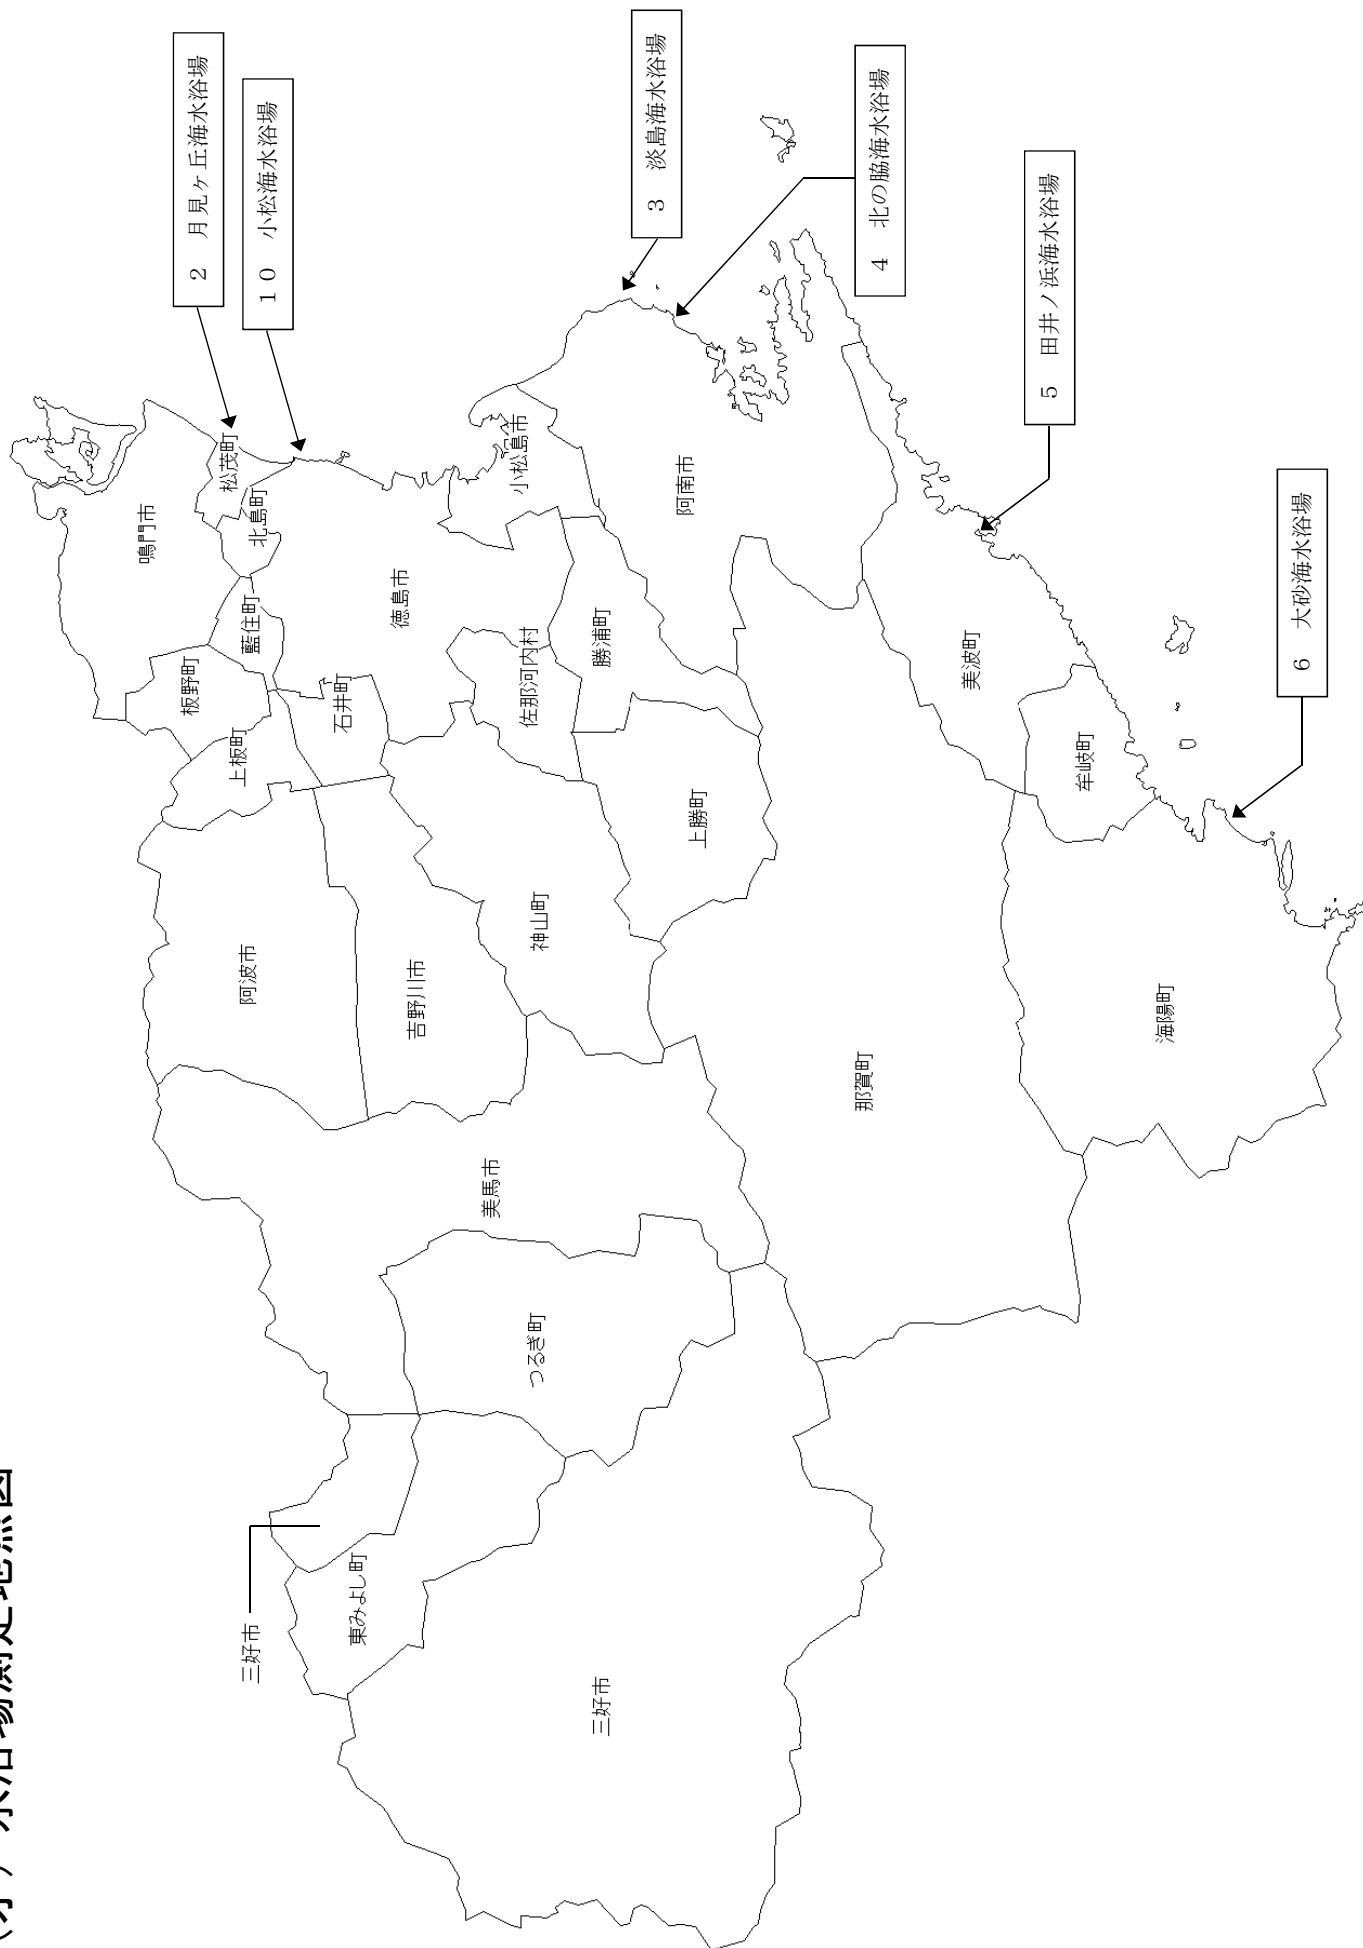 水浴場測定地点図
2　月見ヶ丘海水浴場
10　小松海水浴場
3　淡島海水浴場
4　北の脇海水浴場
5　田井ノ浜海水浴場
6　大砂海水浴場
鳴門市
松茂町
北島町
藍住町
板野町
上板町
石井町
徳島市
小松島市
佐那河内村
勝浦町
阿南市
上勝町
神山町
阿波市
吉野川市
美波町
牟岐町
海陽町
那賀町
美馬市
つるぎ町
東みよし町
三好市
三好市